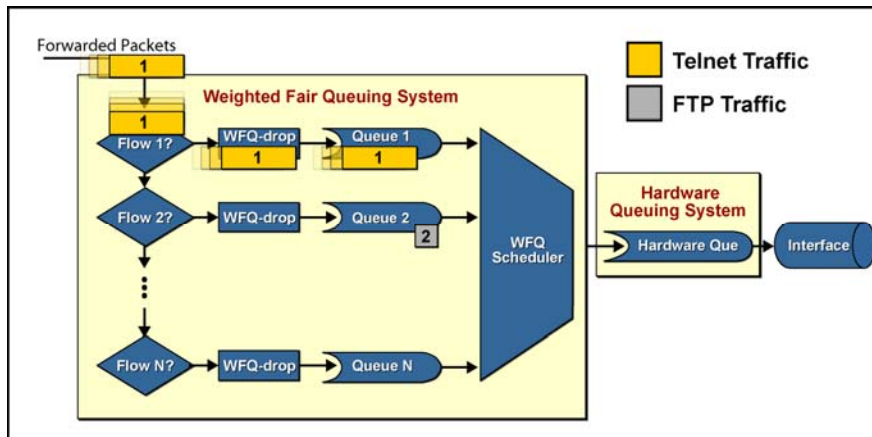 Forwarded Packets
1
Telnet Traffic
FTP Traffic
Weighted Fair Queuing System
1
Flow 1?
WFQ-drop
Queue 1
1
1
Flow 2?
WFQ-drop
Queue 2
2
WFQ
Scheduler
Hardware
Queuing System
Hardware Que
Interface
Flow N?
WFQ-drop
Queue N